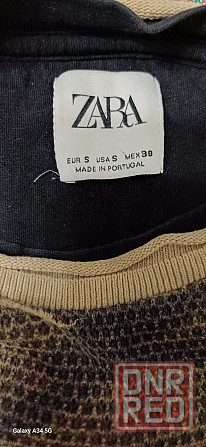 ZARA
EUR S USA S MEX 38
MADE IN PORTUGAL
Galaxy A34 5G
DNR
RED